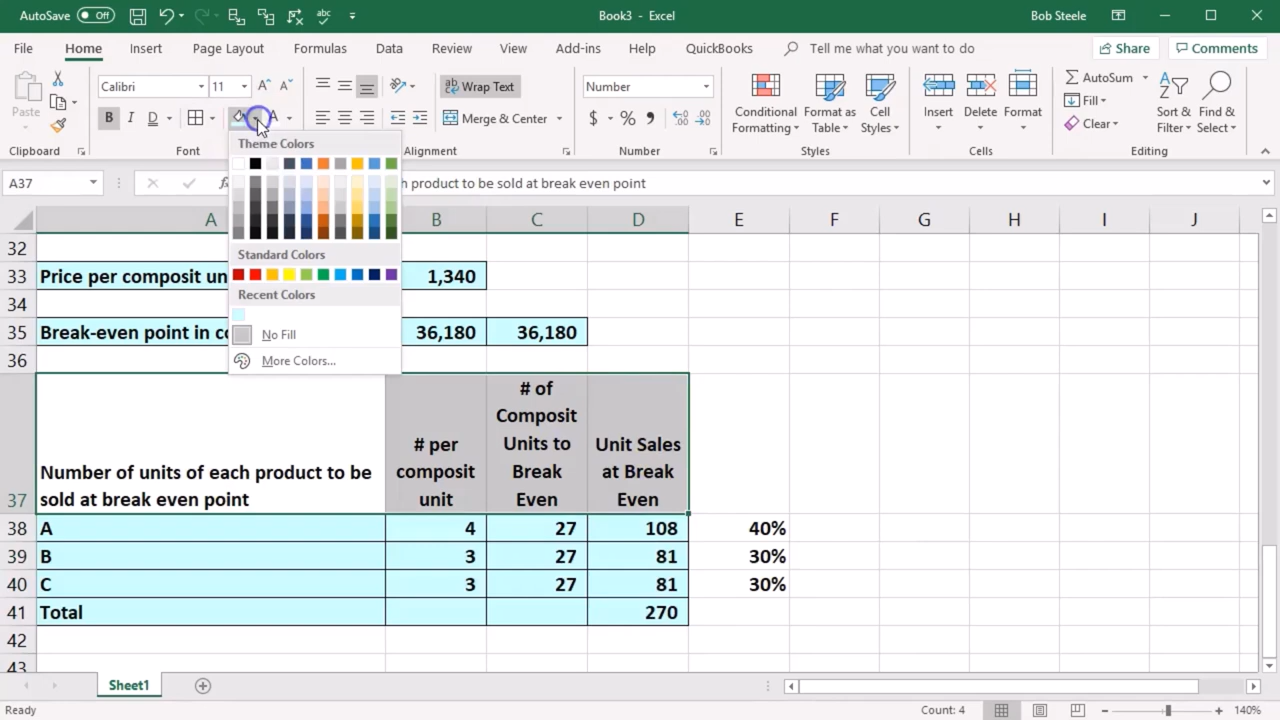 AutoSave Off
Book3 - Excel
Bob Steele
File Home Insert Page Layout Formulas Data Review View Add-ins Help QuickBooks Tell me what you want to do Share Comments
Paste
Clipboard
Calibri 11
B I D A
Font
Wrap Text
Merge & Center
Alignment
Number
$ % ,
Number
Conditional Formatting
Format as Table
Cell Styles
Styles
Insert Delete Format
Cells
AutoSum
Fill
Clear
Sort & Filter
Find & Select
Editing
A37
h product to be sold at break even point
Theme Colors
Standard Colors
Recent Colors
No Fill
More Colors...
A B C D E F G H I J
32
33 Price per composit un 1,340
34
35 Break-even point in co 36,180 36,180
36
37 Number of units of each product to be sold at break even point
# per composit unit
# of Composit Units to Break Even
Unit Sales at Break Even
38 A 4 27 108 40%
39 B 3 27 81 30%
40 C 3 27 81 30%
41 Total 270
42
43
Sheet1
Ready
Count: 4
140%